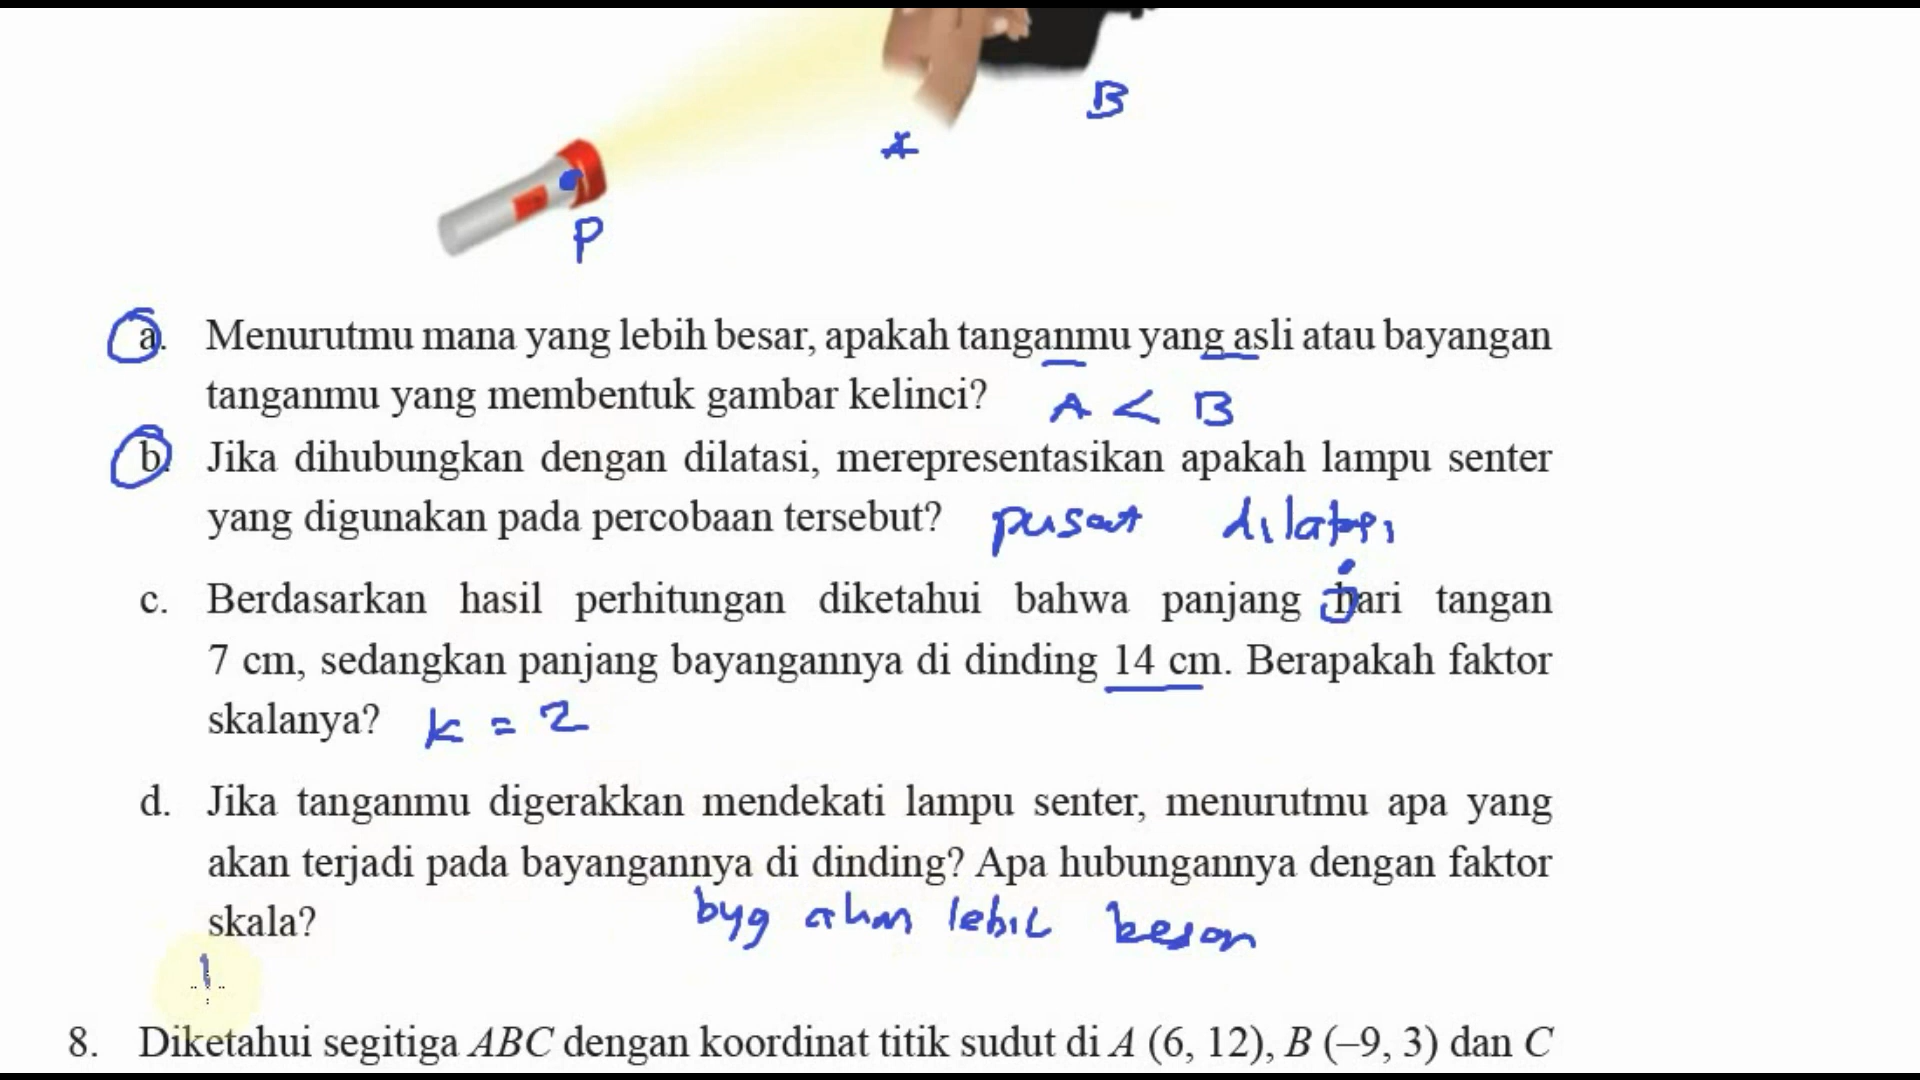 B
P
a. Menurutmu mana yang lebih besar, apakah tanganmu yang asli atau bayangan
tanganmu yang membentuk gambar kelinci? A < B
b. Jika dihubungkan dengan dilatasi, merepresentasikan apakah lampu senter
yang digunakan pada percobaan tersebut? pusat dilatasi
c. Berdasarkan hasil perhitungan diketahui bahwa panjang jari tangan
7 cm, sedangkan panjang bayangannya di dinding 14 cm. Berapakah faktor
skalanya? k = 2
d. Jika tanganmu digerakkan mendekati lampu senter, menurutmu apa yang
akan terjadi pada bayangannya di dinding? Apa hubungannya dengan faktor
skala? byg akan lebih besar
8. Diketahui segitiga ABC dengan koordinat titik sudut di A (6, 12), B (–9, 3) dan C